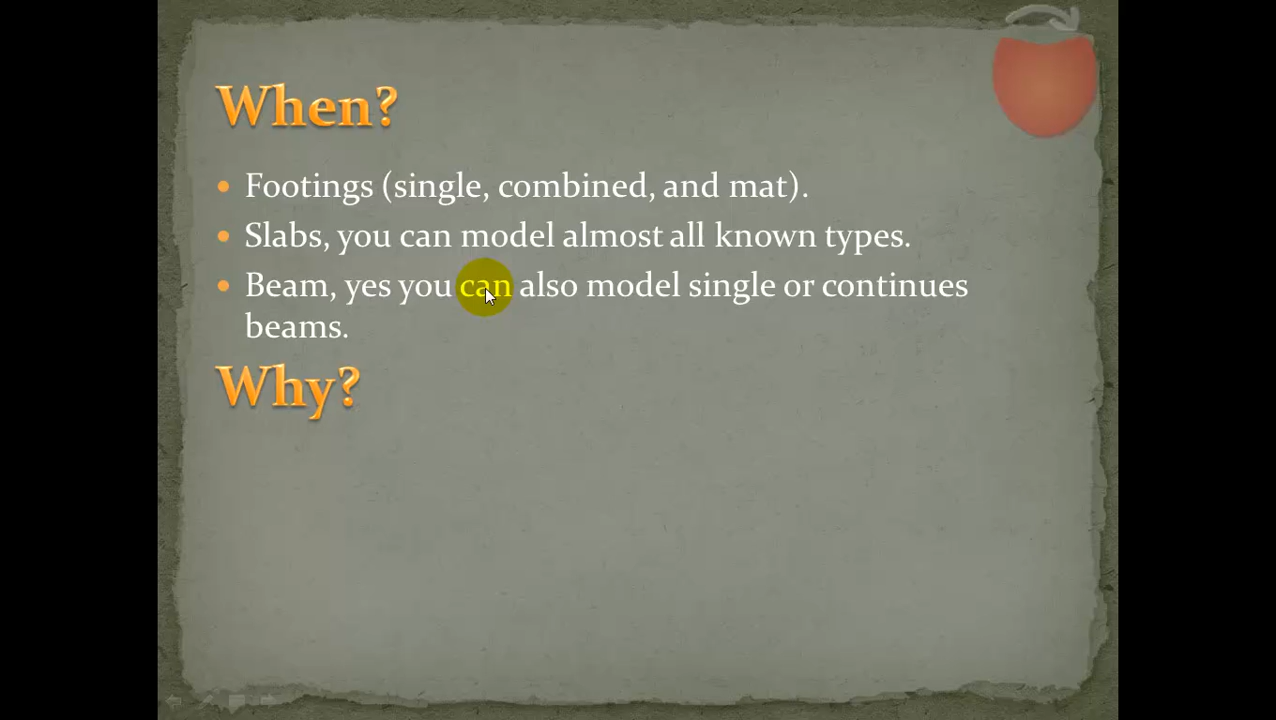 When?
• Footings (single, combined, and mat).
• Slabs, you can model almost all known types.
• Beam, yes you can also model single or continues
beams.
Why?